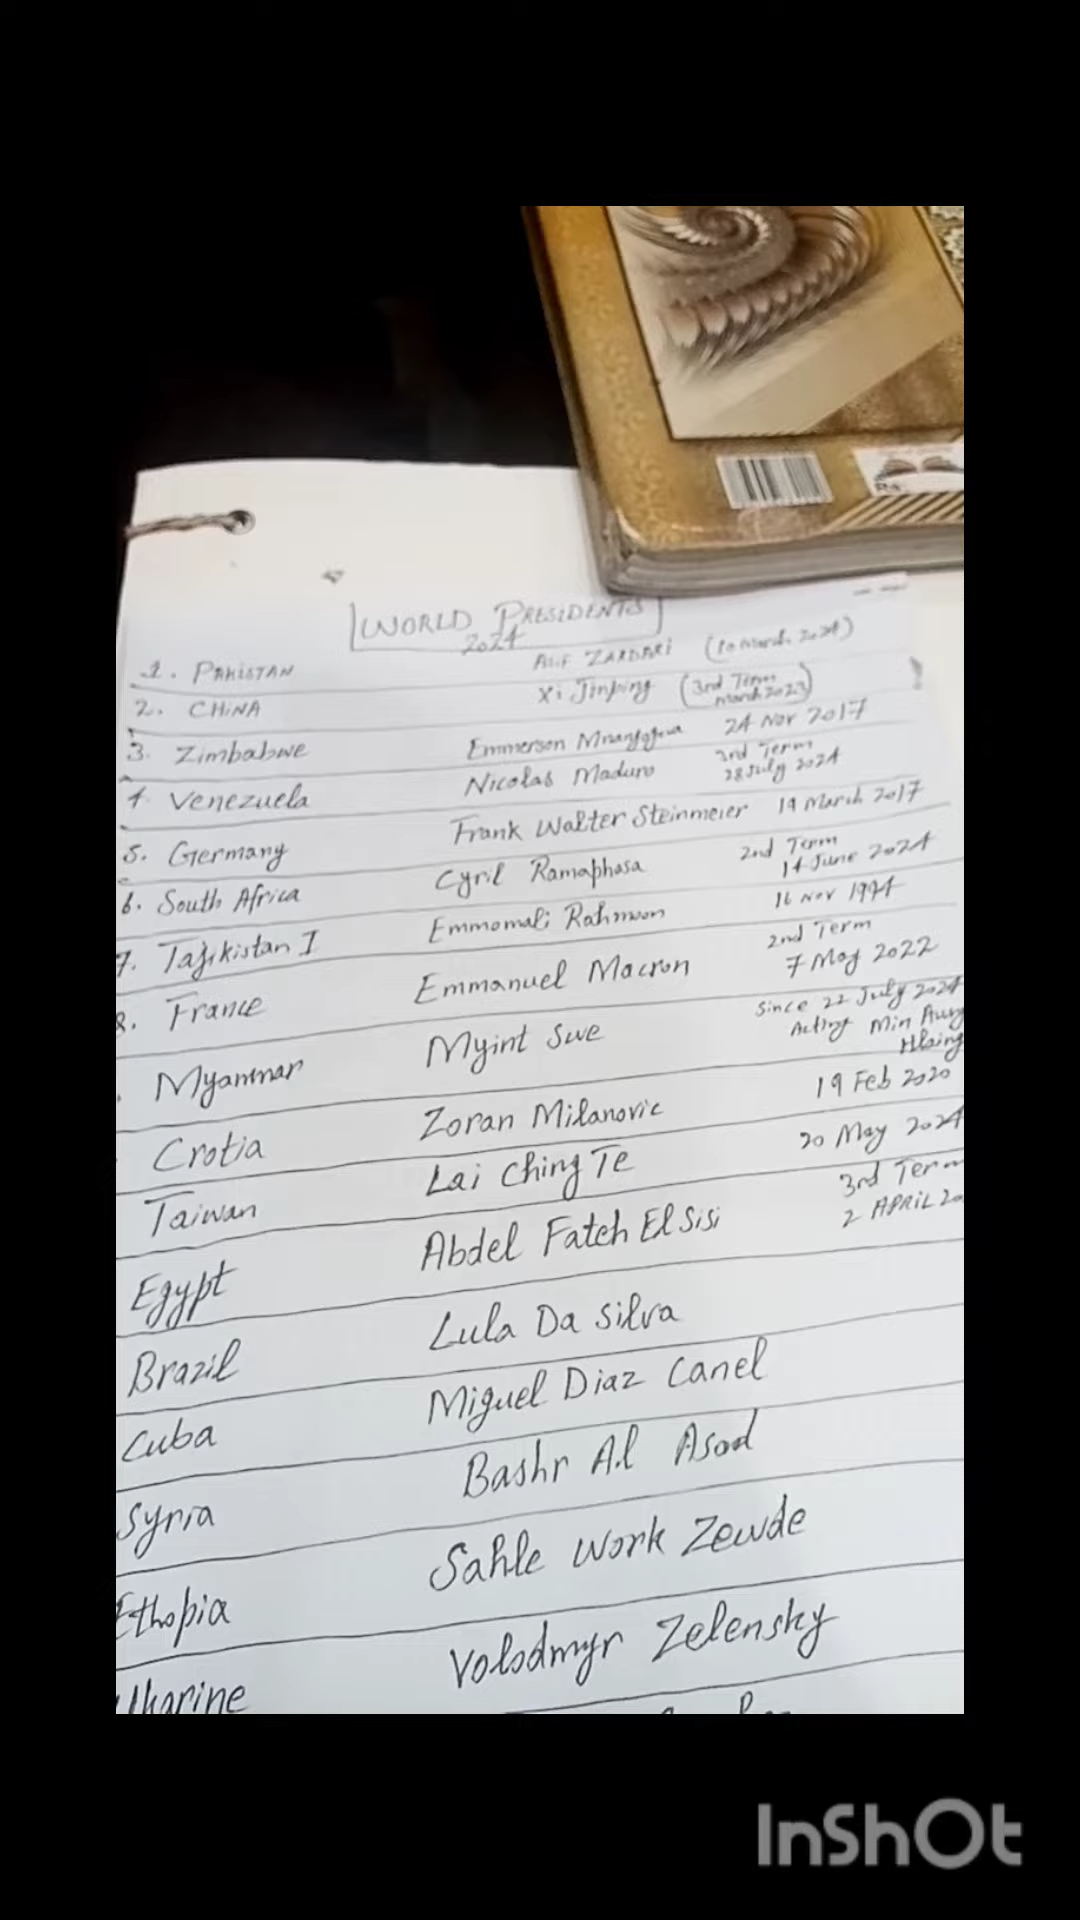 WORLD PRESIDENTS
2024
1. PAKISTAN ASIF ZARDARI (10 March 2024)
2. CHINA Xi Jinping (3rd Term March 2023)
3. Zimbabwe Emmerson Mnangagwa 24 Nov 2017
4. Venezuela Nicolas Maduro 3rd Term 28 July 2024
5. Germany Frank Walter Steinmeier 19 March 2017
6. South Africa Cyril Ramaphosa 2nd Term 14 June 2024
7. Tajikistan I Emmomali Rahmon 16 Nov 1994
8. France Emmanuel Macron 2nd Term 7 May 2022
Myanmar Myint Swe Since 22 July 2024 Acting Min Aung Hlaing
Crotia Zoran Milanovic 19 Feb 2020
Taiwan Lai Ching Te 20 May 2024
Egypt Abdel Fateh El Sisi 3rd Term 2 APRIL
Brazil Lula Da Silva
Cuba Miguel Diaz Canel
Syria Bashr Al Asad
Ethopia Sahle Work Zewde
Ukarine Volodmyr Zelensky
InShOt